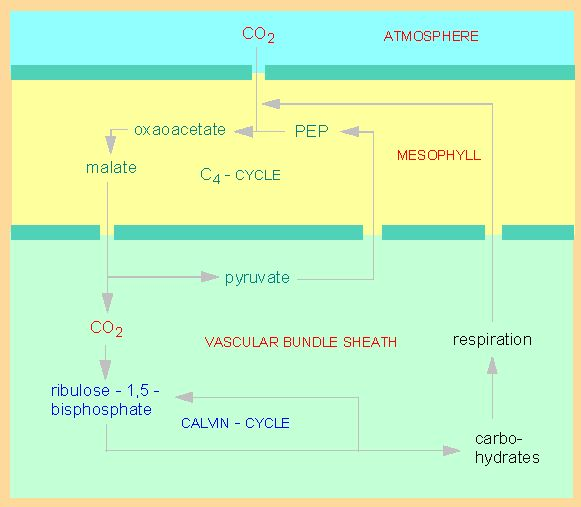 CO2
ATMOSPHERE
oxaoacetate
PEP
MESOPHYLL
malate
C4 - CYCLE
pyruvate
CO2
VASCULAR BUNDLE SHEATH
respiration
ribulose - 1,5 -
bisphosphate
CALVIN - CYCLE
carbo-
hydrates